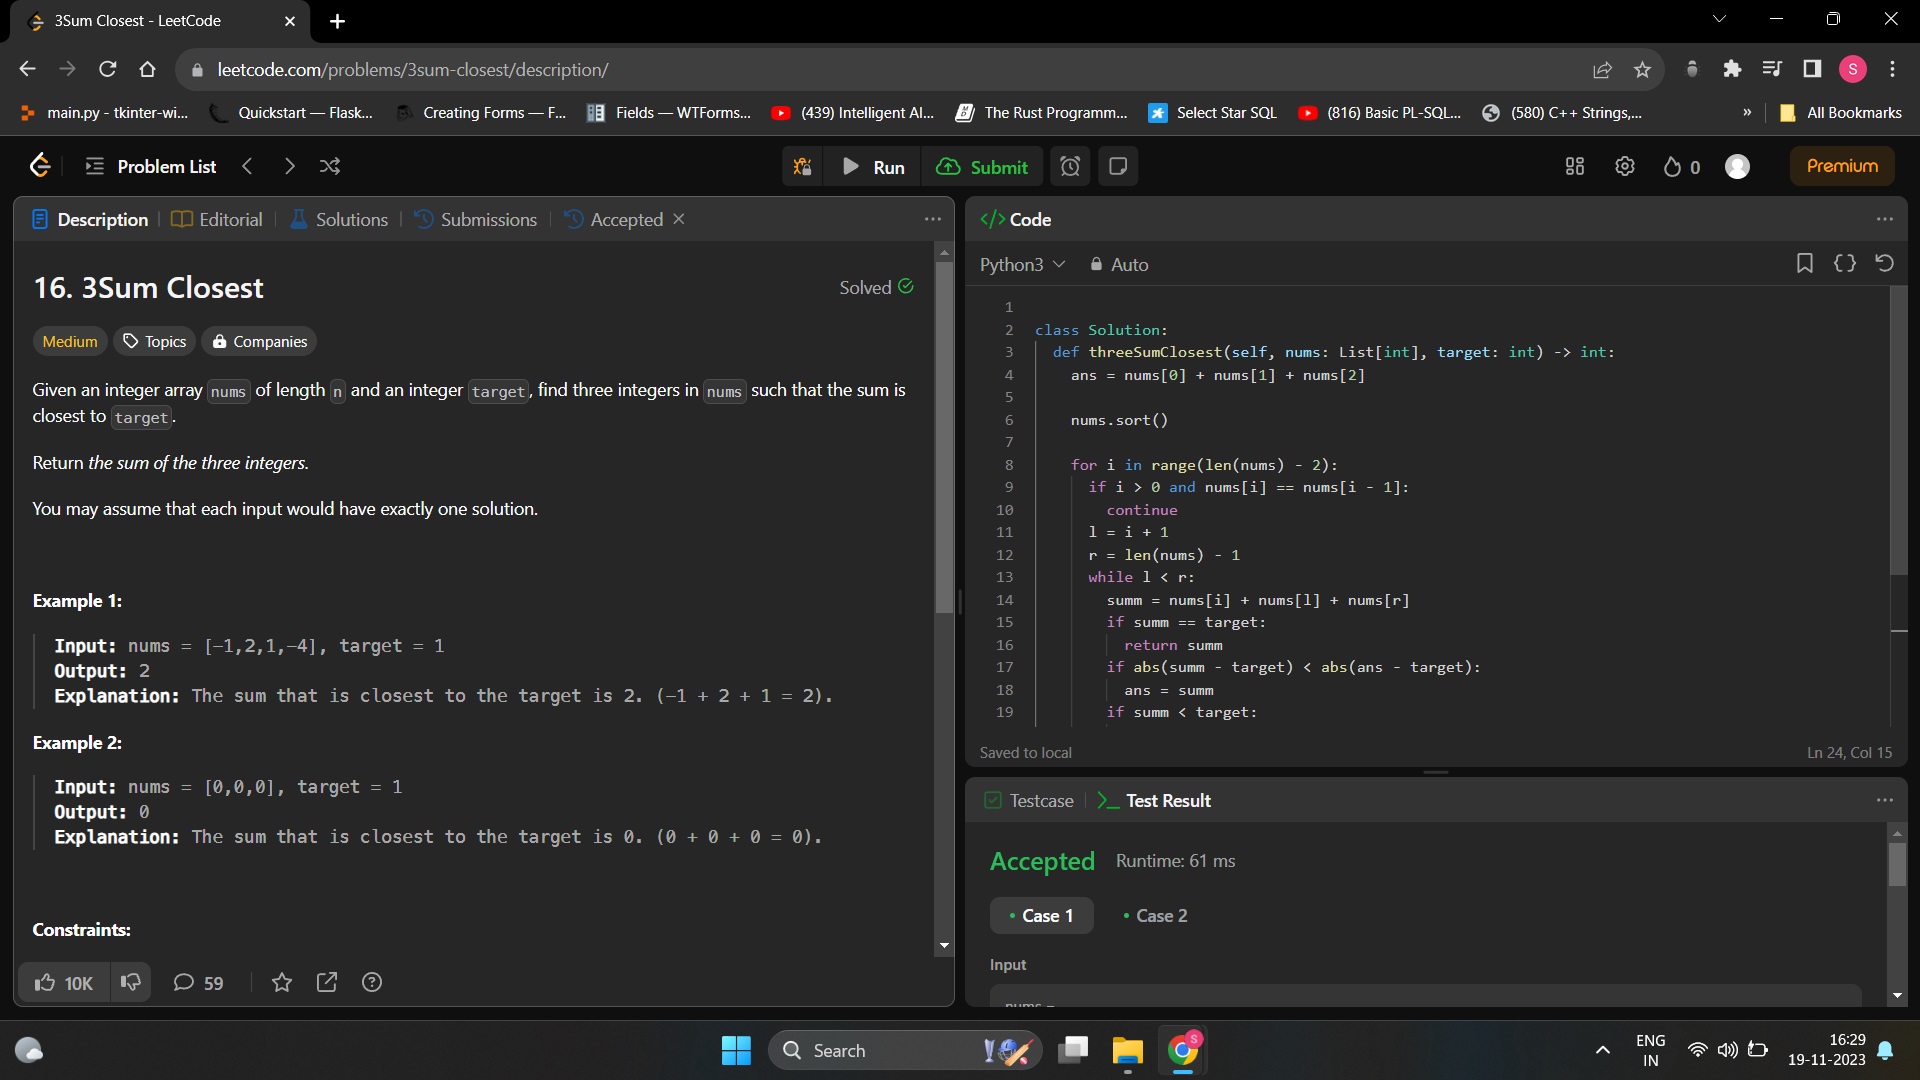 3Sum Closest - LeetCode
leetcode.com/problems/3sum-closest/description/
S
main.py - tkinter-wi...
Quickstart — Flask...
Creating Forms — F...
Fields — WTForms...
(439) Intelligent AI...
The Rust Programm...
Select Star SQL
(816) Basic PL-SQL...
(580) C++ Strings,...
»
All Bookmarks
Problem List
Run
Submit
0
Premium
Description
Editorial
Solutions
Submissions
Accepted
16. 3Sum Closest
Solved
Medium
Topics
Companies
Given an integer array nums of length n and an integer target, find three integers in nums such that the sum is
closest to target.
Return the sum of the three integers.
You may assume that each input would have exactly one solution.
Example 1:
Input: nums = [-1,2,1,-4], target = 1
Output: 2
Explanation: The sum that is closest to the target is 2. (-1 + 2 + 1 = 2).
Example 2:
Input: nums = [0,0,0], target = 1
Output: 0
Explanation: The sum that is closest to the target is 0. (0 + 0 + 0 = 0).
Constraints:
10K
59
</> Code
Python3
Auto
1
2 class Solution:
3 def threeSumClosest(self, nums: List[int], target: int) -> int:
4 ans = nums[0] + nums[1] + nums[2]
5
6 nums.sort()
7
8 for i in range(len(nums) - 2):
9 if i > 0 and nums[i] == nums[i - 1]:
10 continue
11 l = i + 1
12 r = len(nums) - 1
13 while l < r:
14 summ = nums[i] + nums[l] + nums[r]
15 if summ == target:
16 return summ
17 if abs(summ - target) < abs(ans - target):
18 ans = summ
19 if summ < target:
Saved to local
Ln 24, Col 15
Testcase
Test Result
Accepted
Runtime: 61 ms
Case 1
Case 2
Input
nums =
Search
S
ENG
IN
16:29
19-11-2023